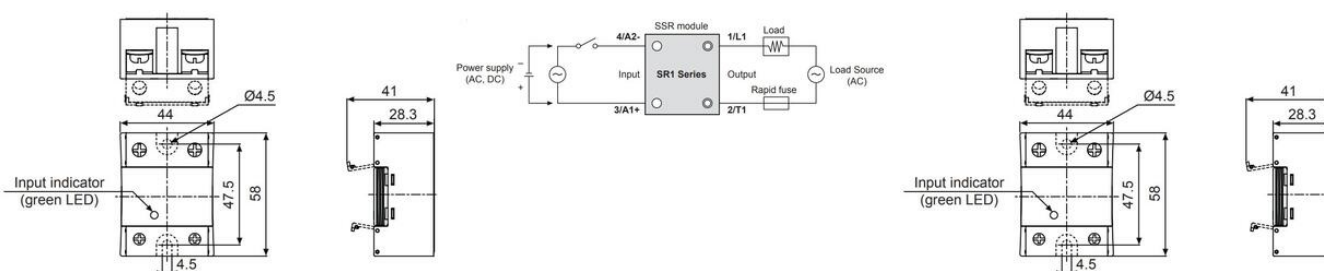 Ø4.5
44
Input indicator
(green LED)
47.5
58
4.5
41
28.3
SSR module
4/A2-
1/L1
Load
Power supply
(AC, DC)
−
+
Input
SR1 Series
Output
Load Source
(AC)
Rapid fuse
3/A1+
2/T1
Ø4.5
44
Input indicator
(green LED)
47.5
58
4.5
41
28.3